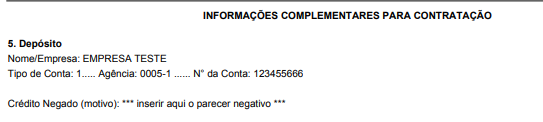 INFORMAÇÕES COMPLEMENTARES PARA CONTRATAÇÃO
5. Depósito
Nome/Empresa: EMPRESA TESTE
Tipo de Conta: 1..... Agência: 0005-1 ...... N° da Conta: 123455666
Crédito Negado (motivo): *** inserir aqui o parecer negativo ***